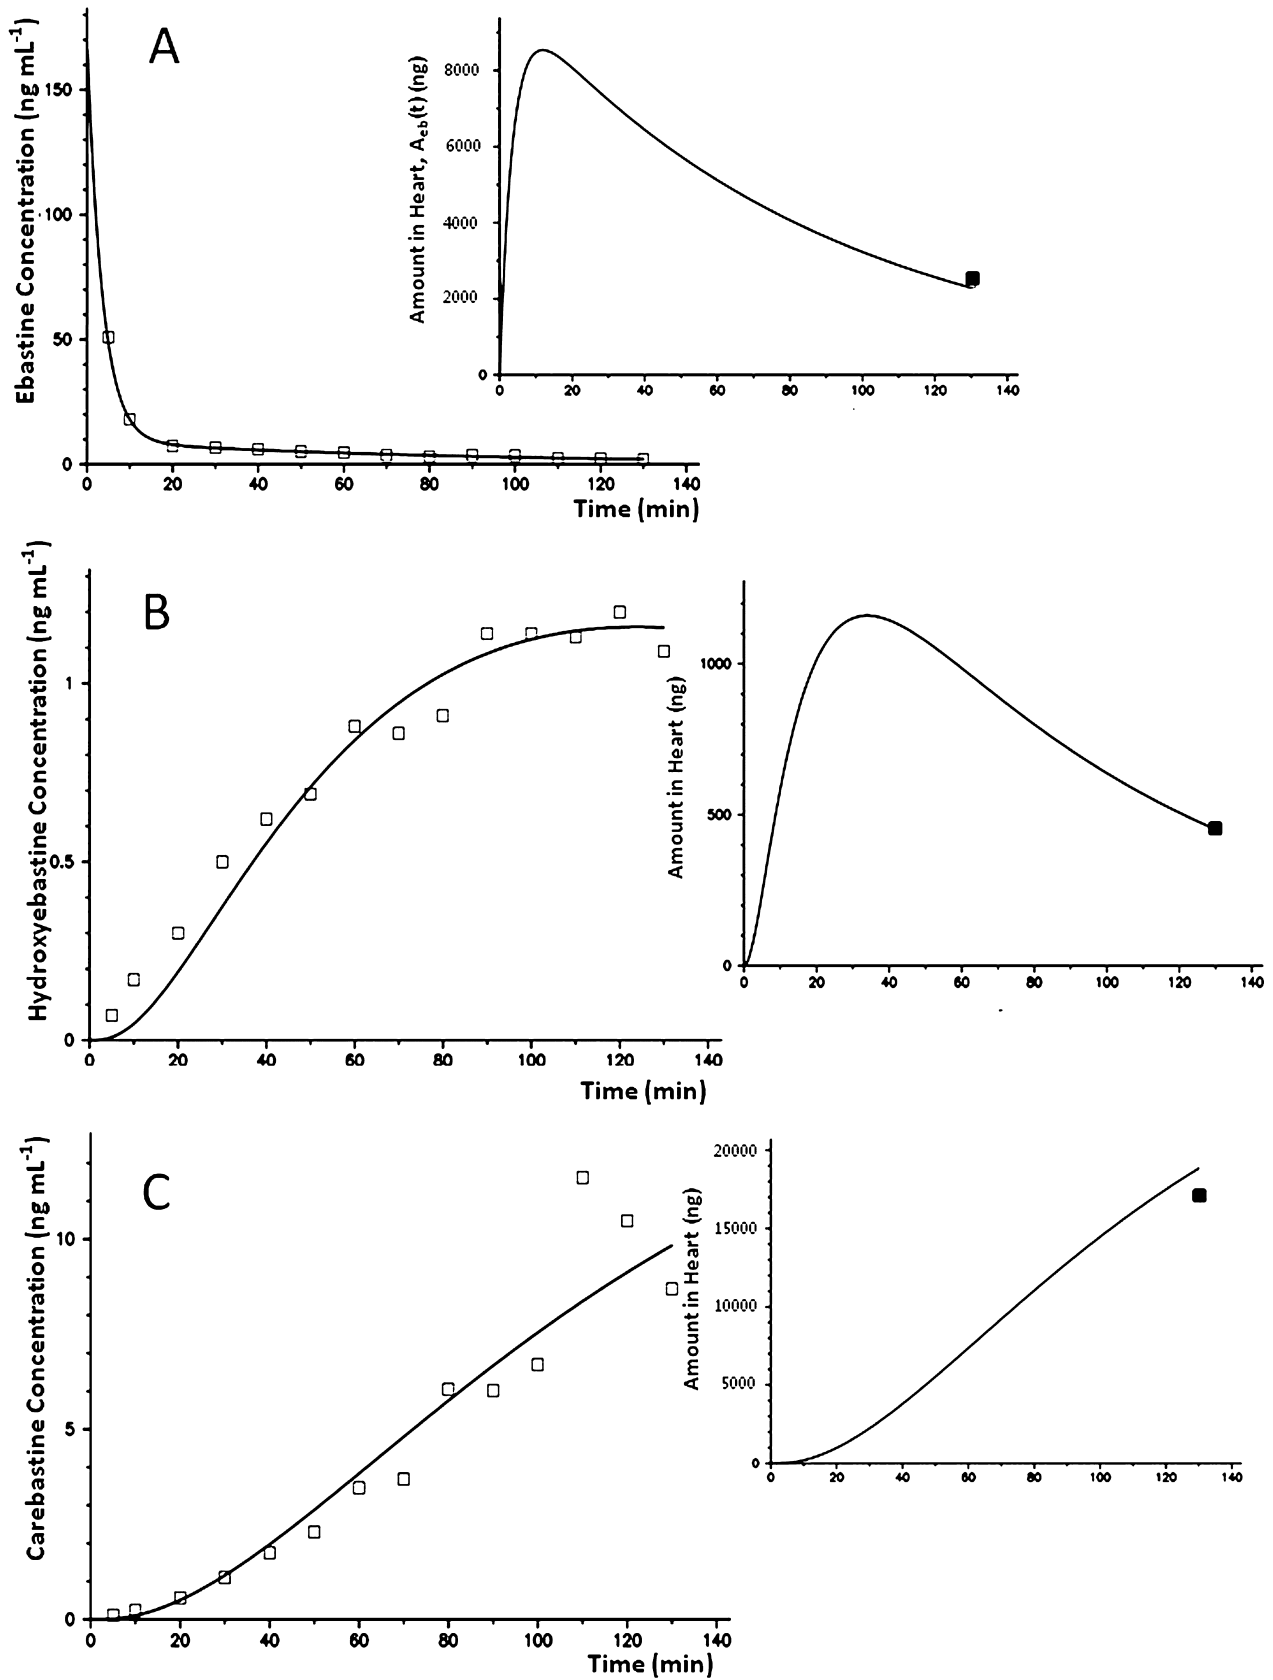 A
Ebastine Concentration (ng mL-1)
150
100
50
0
0 20 40 60 80 100 120 140
Time (min)
Amount in Heart, Aeb(t) (ng)
8000
6000
4000
2000
0
0 20 40 60 80 100 120 140
B
Hydroxyebastine Concentration (ng mL-1)
1
0.5
0
0 20 40 60 80 100 120 140
Time (min)
Amount in Heart (ng)
1000
500
0
0 20 40 60 80 100 120 140
C
Carebastine Concentration (ng mL-1)
10
5
0
0 20 40 60 80 100 120 140
Time (min)
Amount in Heart (ng)
20000
15000
10000
5000
0
0 20 40 60 80 100 120 140